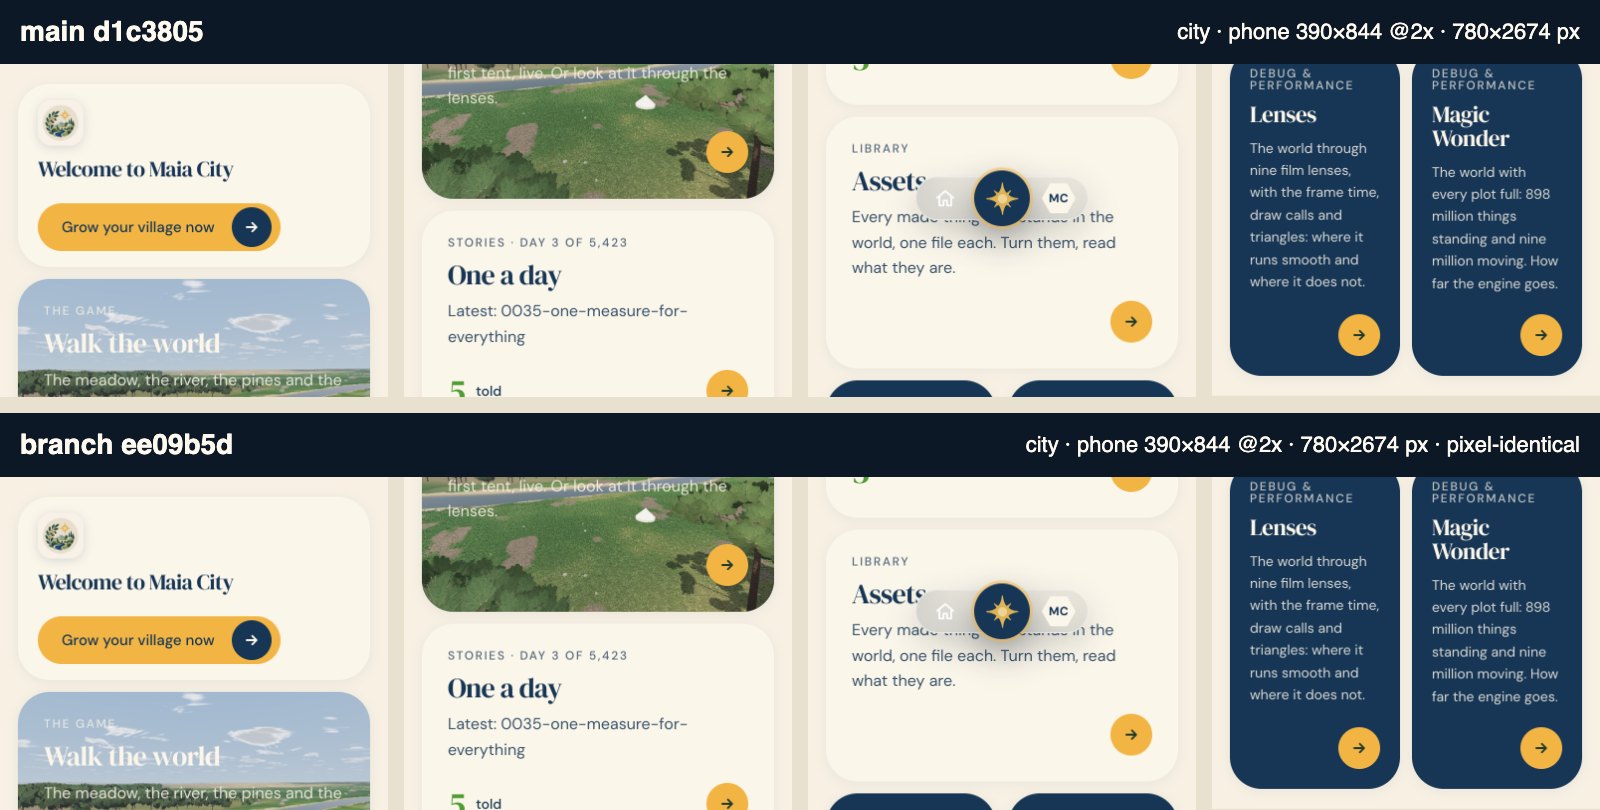 main d1c3805
city · phone 390×844 @2x · 780×2674 px
Welcome to Maia City
Grow your village now
THE GAME
Walk the world
The meadow, the river, the pines and the
first tent, live. Or look at it through the
lenses.
STORIES · DAY 3 OF 5,423
One a day
Latest: 0035-one-measure-for-
everything
5 told
LIBRARY
Assets
MC
Every made in the
world, one file each. Turn them, read
what they are.
DEBUG &
PERFORMANCE
Lenses
The world through
nine film lenses,
with the frame time,
draw calls and
triangles: where it
runs smooth and
where it does not.
DEBUG &
PERFORMANCE
Magic
Wonder
The world with
every plot full: 898
million things
standing and nine
million moving. How
far the engine goes.
branch ee09b5d
city · phone 390×844 @2x · 780×2674 px · pixel-identical
Welcome to Maia City
Grow your village now
THE GAME
Walk the world
The meadow, the river, the pines and the
first tent, live. Or look at it through the
lenses.
STORIES · DAY 3 OF 5,423
One a day
Latest: 0035-one-measure-for-
everything
5 told
LIBRARY
Assets
MC
Every made in the
world, one file each. Turn them, read
what they are.
DEBUG &
PERFORMANCE
Lenses
The world through
nine film lenses,
with the frame time,
draw calls and
triangles: where it
runs smooth and
where it does not.
DEBUG &
PERFORMANCE
Magic
Wonder
The world with
every plot full: 898
million things
standing and nine
million moving. How
far the engine goes.